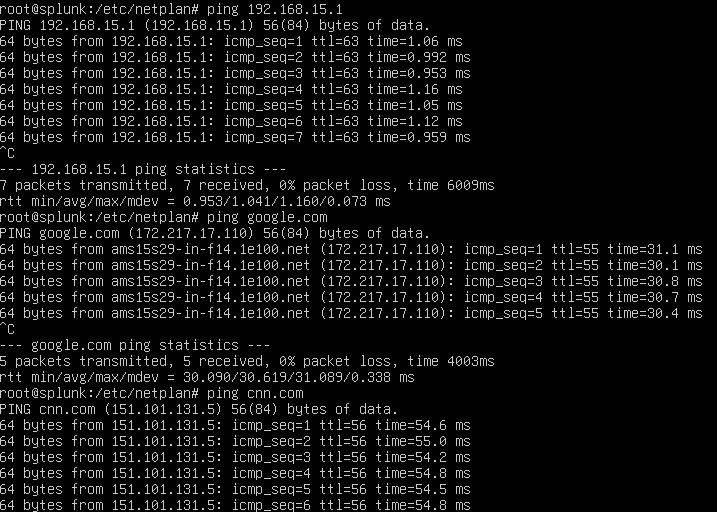 root@splunk:/etc/netplan# ping 192.168.15.1
PING 192.168.15.1 (192.168.15.1) 56(84) bytes of data.
64 bytes from 192.168.15.1: icmp_seq=1 ttl=63 time=1.06 ms
64 bytes from 192.168.15.1: icmp_seq=2 ttl=63 time=0.992 ms
64 bytes from 192.168.15.1: icmp_seq=3 ttl=63 time=0.953 ms
64 bytes from 192.168.15.1: icmp_seq=4 ttl=63 time=1.16 ms
64 bytes from 192.168.15.1: icmp_seq=5 ttl=63 time=1.05 ms
64 bytes from 192.168.15.1: icmp_seq=6 ttl=63 time=1.12 ms
64 bytes from 192.168.15.1: icmp_seq=7 ttl=63 time=0.959 ms
^C
--- 192.168.15.1 ping statistics ---
7 packets transmitted, 7 received, 0% packet loss, time 6009ms
rtt min/avg/max/mdev = 0.953/1.041/1.160/0.073 ms
root@splunk:/etc/netplan# ping google.com
PING google.com (172.217.17.110) 56(84) bytes of data.
64 bytes from ams15s29-in-f14.1e100.net (172.217.17.110): icmp_seq=1 ttl=55 time=31.1 ms
64 bytes from ams15s29-in-f14.1e100.net (172.217.17.110): icmp_seq=2 ttl=55 time=30.1 ms
64 bytes from ams15s29-in-f14.1e100.net (172.217.17.110): icmp_seq=3 ttl=55 time=30.8 ms
64 bytes from ams15s29-in-f14.1e100.net (172.217.17.110): icmp_seq=4 ttl=55 time=30.7 ms
64 bytes from ams15s29-in-f14.1e100.net (172.217.17.110): icmp_seq=5 ttl=55 time=30.4 ms
^C
--- google.com ping statistics ---
5 packets transmitted, 5 received, 0% packet loss, time 4003ms
rtt min/avg/max/mdev = 30.090/30.619/31.089/0.338 ms
root@splunk:/etc/netplan# ping cnn.com
PING cnn.com (151.101.131.5) 56(84) bytes of data.
64 bytes from 151.101.131.5: icmp_seq=1 ttl=56 time=54.6 ms
64 bytes from 151.101.131.5: icmp_seq=2 ttl=56 time=55.0 ms
64 bytes from 151.101.131.5: icmp_seq=3 ttl=56 time=54.2 ms
64 bytes from 151.101.131.5: icmp_seq=4 ttl=56 time=54.8 ms
64 bytes from 151.101.131.5: icmp_seq=5 ttl=56 time=54.5 ms
64 bytes from 151.101.131.5: icmp_seq=6 ttl=56 time=54.8 ms